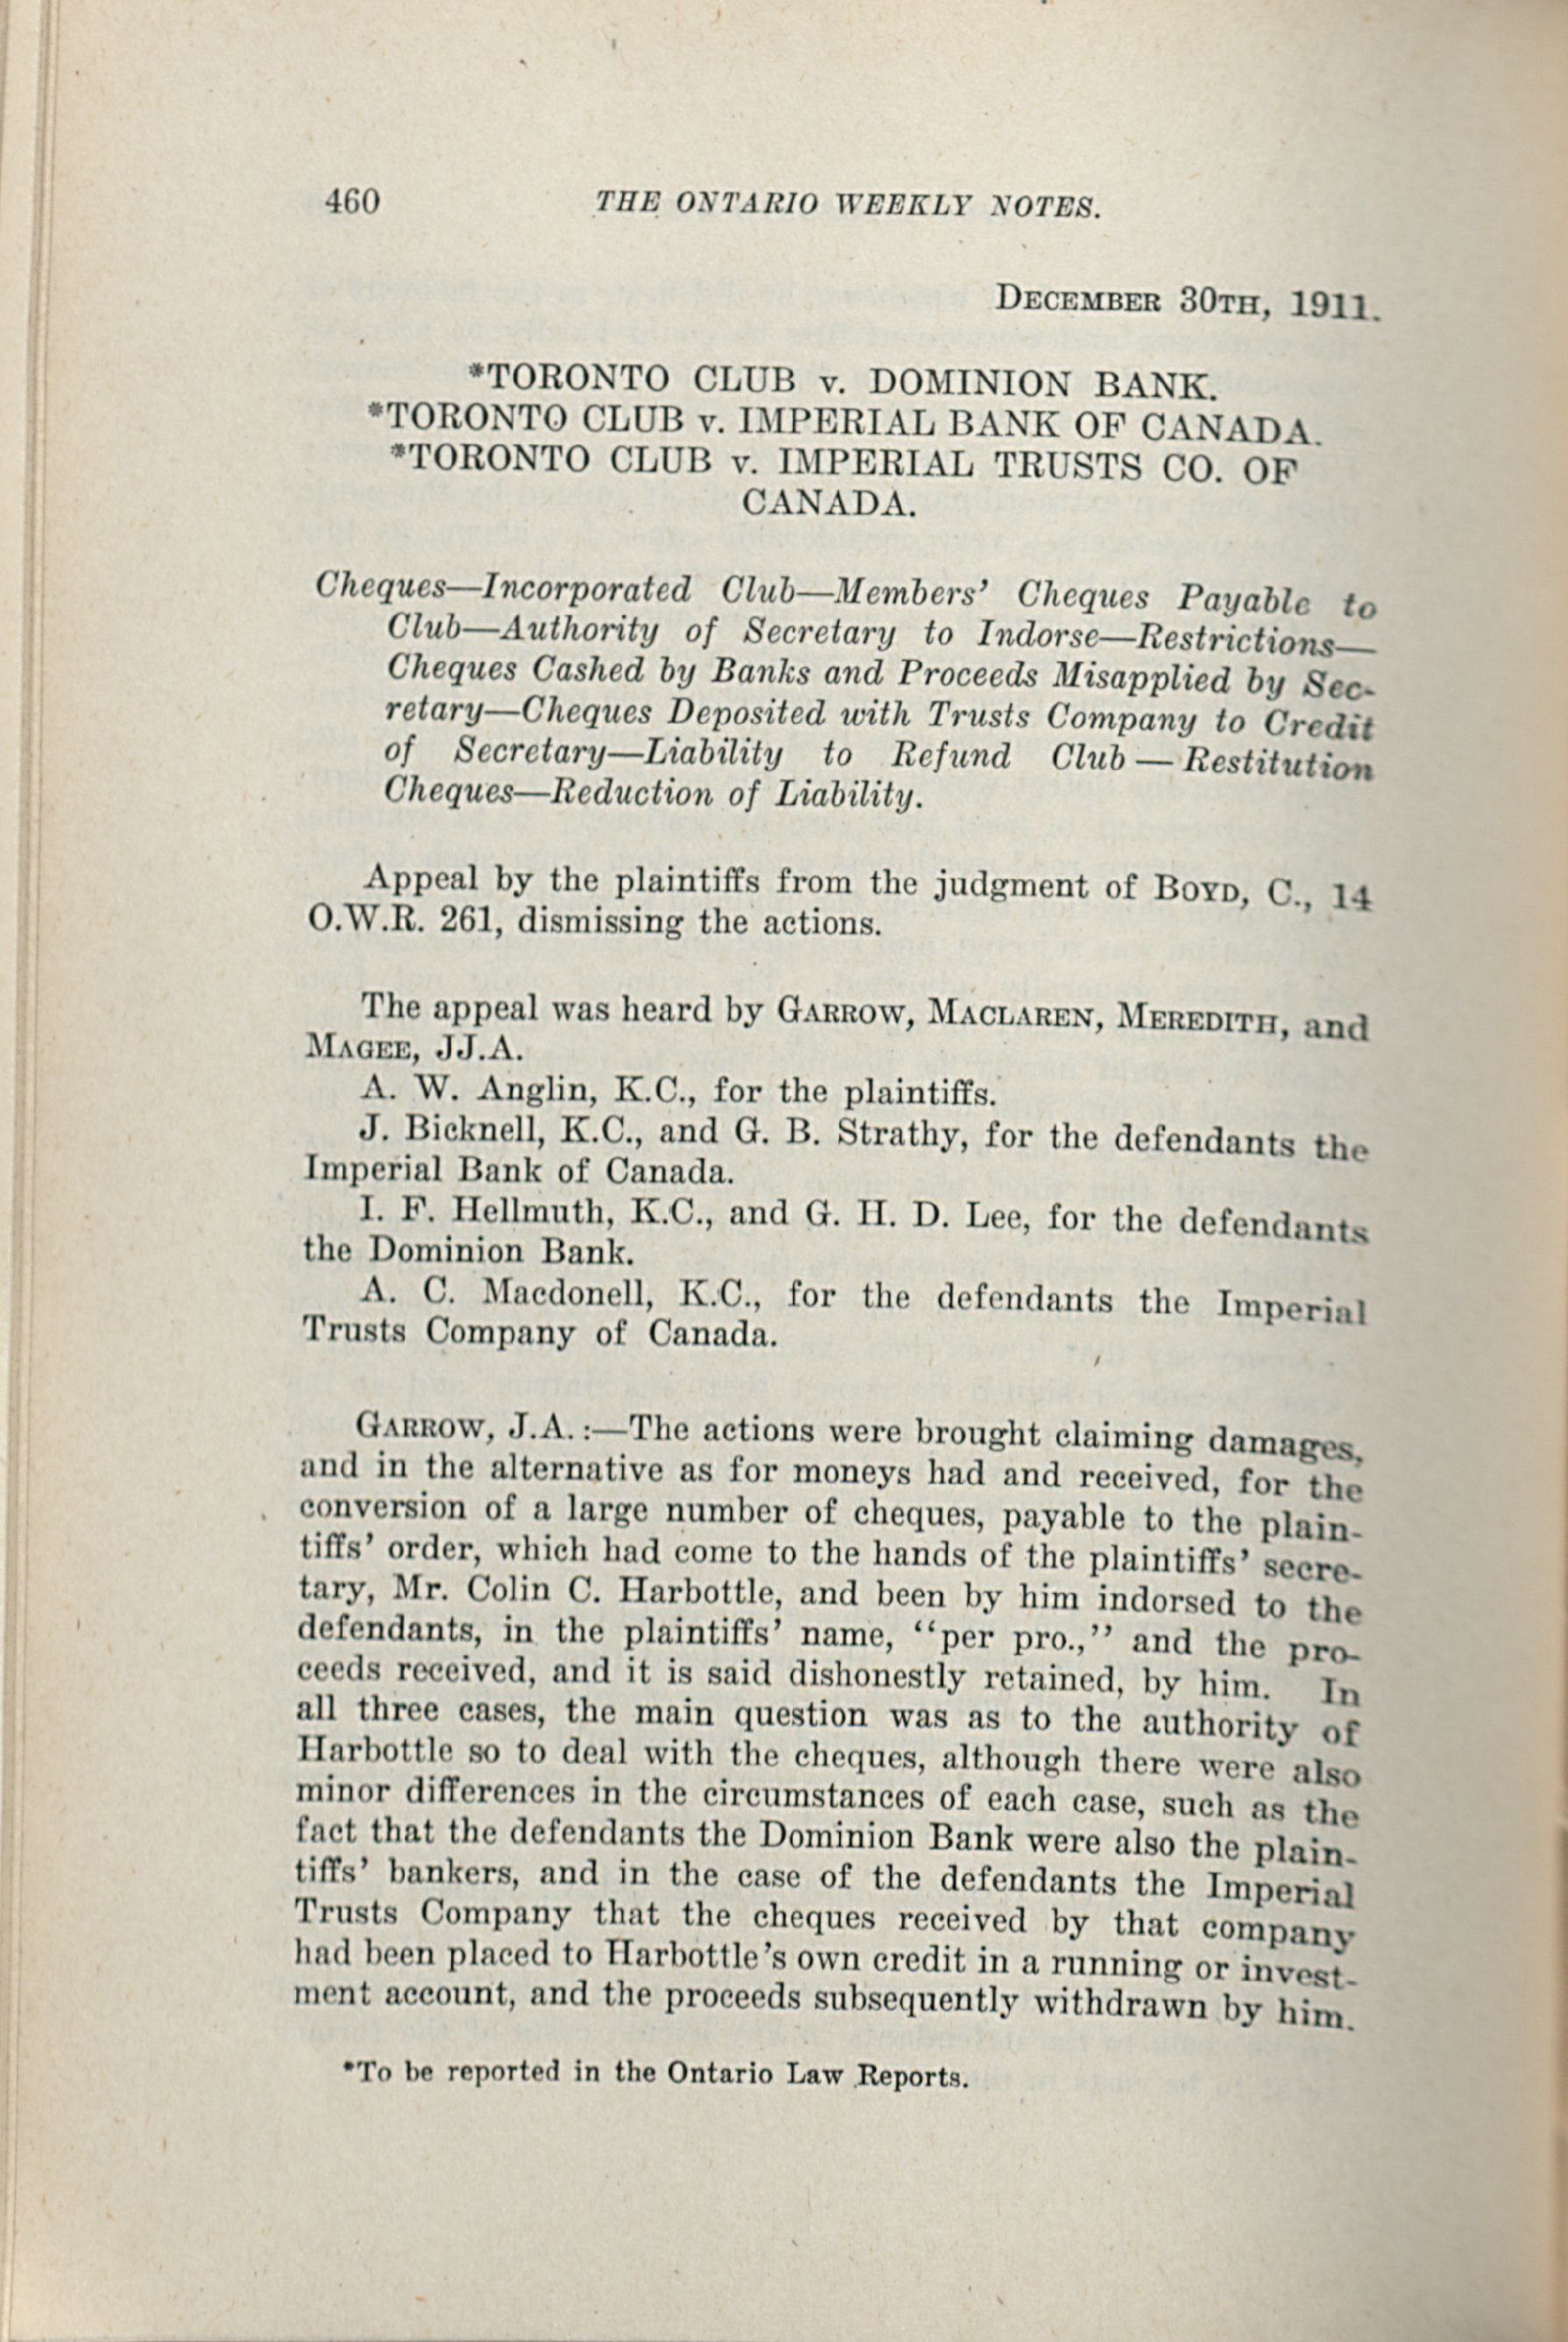 460 THE ONTARIO WEEKLY NOTES.
DECEMBER 30TH, 1911.
*TORONTO CLUB v. DOMINION BANK.
*TORONTO CLUB v. IMPERIAL BANK OF CANADA.
*TORONTO CLUB v. IMPERIAL TRUSTS CO. OF
CANADA.
Cheques—Incorporated Club—Members' Cheques Payable to
Club—Authority of Secretary to Indorse—Restrictions—
Cheques Cashed by Banks and Proceeds Misapplied by Sec-
retary—Cheques Deposited with Trusts Company to Credit
of Secretary—Liability to Refund Club — Restitution
Cheques—Reduction of Liability.
Appeal by the plaintiffs from the judgment of BOYD, C., 14
O.W.R. 261, dismissing the actions.
The appeal was heard by GARROW, MACLAREN, MEREDITH, and
MAGEE, JJ.A.
A. W. Anglin, K.C., for the plaintiffs.
J. Bicknell, K.C., and G. B. Strathy, for the defendants the
Imperial Bank of Canada.
I. F. Hellmuth, K.C., and G. H. D. Lee, for the defendants
the Dominion Bank.
A. C. Macdonell, K.C., for the defendants the Imperial
Trusts Company of Canada.
GARROW, J.A.:—The actions were brought claiming damages,
and in the alternative as for moneys had and received, for the
conversion of a large number of cheques, payable to the plain-
tiffs' order, which had come to the hands of the plaintiffs' secre-
tary, Mr. Colin C. Harbottle, and been by him indorsed to the
defendants, in the plaintiffs' name, "per pro.," and the pro-
ceeds received, and it is said dishonestly retained, by him. In
all three cases, the main question was as to the authority of
Harbottle so to deal with the cheques, although there were also
minor differences in the circumstances of each case, such as the
fact that the defendants the Dominion Bank were also the plain-
tiffs' bankers, and in the case of the defendants the Imperial
Trusts Company that the cheques received by that company
had been placed to Harbottle's own credit in a running or invest-
ment account, and the proceeds subsequently withdrawn by him.
*To be reported in the Ontario Law Reports.